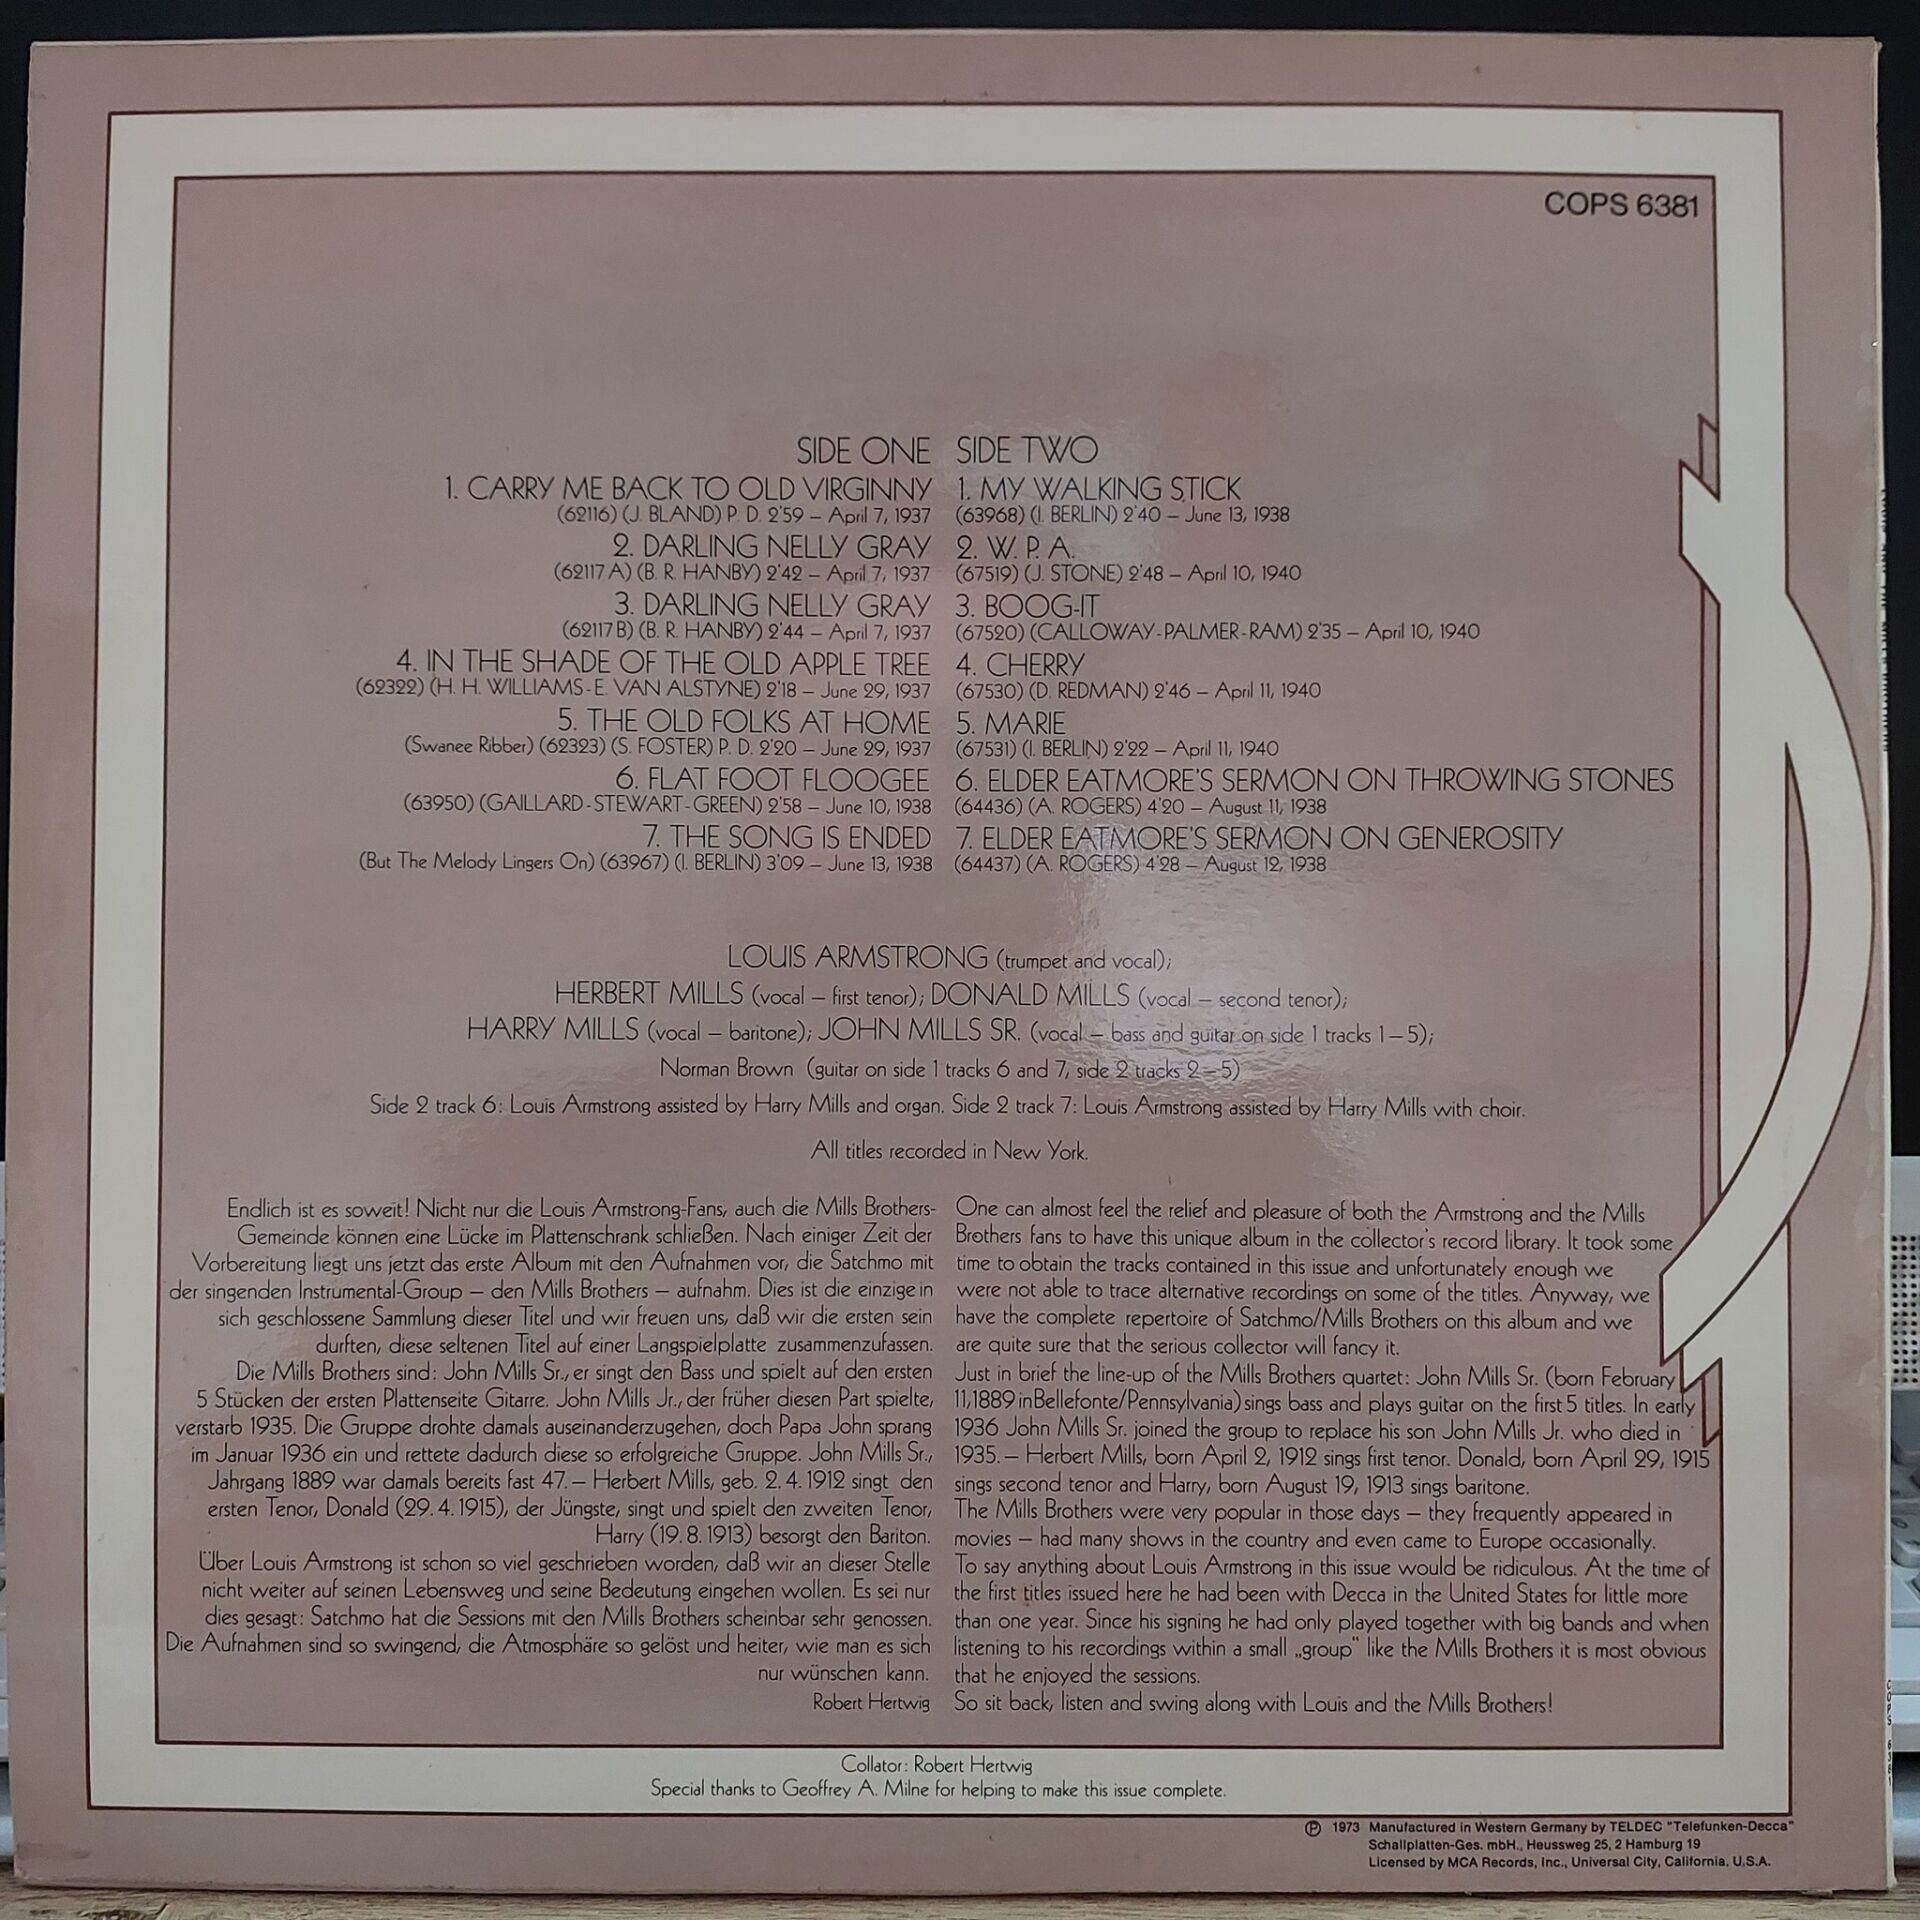 COPS 6381
SIDE ONE
1. CARRY ME BACK TO OLD VIRGINNY
(62116) (J. BLAND) P. D. 2'59 – April 7, 1937
2. DARLING NELLY GRAY
(62117 A) (B. R. HANBY) 2'42 – April 7, 1937
3. DARLING NELLY GRAY
(62117 B) (B. R. HANBY) 2'44 – April 7, 1937
4. IN THE SHADE OF THE OLD APPLE TREE
(62322) (H. H. WILLIAMS - E. VAN ALSTYNE) 2'18 – June 29, 1937
5. THE OLD FOLKS AT HOME
(Swanee Ribber) (62323) (S. FOSTER) P. D. 2'20 – June 29, 1937
6. FLAT FOOT FLOOGEE
(63950) (GAILLARD - STEWART - GREEN) 2'58 – June 10, 1938
7. THE SONG IS ENDED
(But The Melody Lingers On) (63967) (I. BERLIN) 3'09 – June 13, 1938
SIDE TWO
1. MY WALKING STICK
(63968) (I. BERLIN) 2'40 – June 13, 1938
2. W. P. A.
(67519) (J. STONE) 2'48 – April 10, 1940
3. BOOG-IT
(67520) (CALLOWAY - PALMER - RAM) 2'35 – April 10, 1940
4. CHERRY
(67530) (D. REDMAN) 2'46 – April 11, 1940
5. MARIE
(67531) (I. BERLIN) 2'22 – April 11, 1940
6. ELDER EATMORE'S SERMON ON THROWING STONES
(64436) (A. ROGERS) 4'20 – August 11, 1938
7. ELDER EATMORE'S SERMON ON GENEROSITY
(64437) (A. ROGERS) 4'28 – August 12, 1938
LOUIS ARMSTRONG (trumpet and vocal);
HERBERT MILLS (vocal – first tenor); DONALD MILLS (vocal – second tenor);
HARRY MILLS (vocal – baritone); JOHN MILLS SR. (vocal – bass and guitar on side 1 tracks 1–5);
Norman Brown (guitar on side 1 tracks 6 and 7, side 2 tracks 2–5)
Side 2 track 6: Louis Armstrong assisted by Harry Mills and organ. Side 2 track 7: Louis Armstrong assisted by Harry Mills with choir.
All titles recorded in New York.
Endlich ist es soweit! Nicht nur die Louis Armstrong-Fans, auch die Mills Brothers-
Gemeinde können eine Lücke im Plattenschrank schließen. Nach einiger Zeit der
Vorbereitung liegt uns jetzt das erste Album mit den Aufnahmen vor, die Satchmo mit
der singenden Instrumental-Group – den Mills Brothers – aufnahm. Dies ist die einzige in
sich geschlossene Sammlung dieser Titel und wir freuen uns, daß wir die ersten sein
durften, diese seltenen Titel auf einer Langspielplatte zusammenzufassen.
Die Mills Brothers sind: John Mills Sr., er singt den Bass und spielt auf den ersten
5 Stücken der ersten Plattenseite Gitarre. John Mills Jr., der früher diesen Part spielte,
verstarb 1935. Die Gruppe drohte damals auseinanderzugehen, doch Papa John sprang
im Januar 1936 ein und rettete dadurch diese so erfolgreiche Gruppe. John Mills Sr.,
Jahrgang 1889 war damals bereits fast 47. – Herbert Mills, geb. 2. 4. 1912 singt den
ersten Tenor, Donald (29. 4. 1915), der Jüngste, singt und spielt den zweiten Tenor,
Harry (19. 8. 1913) besorgt den Bariton.
Über Louis Armstrong ist schon so viel geschrieben worden, daß wir an dieser Stelle
nicht weiter auf seinen Lebensweg und seine Bedeutung eingehen wollen. Es sei nur
dies gesagt: Satchmo hat die Sessions mit den Mills Brothers scheinbar sehr genossen.
Die Aufnahmen sind so swingend, die Atmosphäre so gelöst und heiter, wie man es sich
nur wünschen kann.
Robert Hertwig
One can almost feel the relief and pleasure of both the Armstrong and the Mills
Brothers fans to have this unique album in the collector's record library. It took some
time to obtain the tracks contained in this issue and unfortunately enough we
were not able to trace alternative recordings on some of the titles. Anyway, we
have the complete repertoire of Satchmo/Mills Brothers on this album and we
are quite sure that the serious collector will fancy it.
Just in brief the line-up of the Mills Brothers quartet: John Mills Sr. (born February
11, 1889 in Bellefonte/Pennsylvania) sings bass and plays guitar on the first 5 titles. In early
1936 John Mills Sr. joined the group to replace his son John Mills Jr. who died in
1935. – Herbert Mills, born April 2, 1912 sings first tenor. Donald, born April 29, 1915
sings second tenor and Harry, born August 19, 1913 sings baritone.
The Mills Brothers were very popular in those days – they frequently appeared in
movies – had many shows in the country and even came to Europe occasionally.
To say anything about Louis Armstrong in this issue would be ridiculous. At the time of
the first titles issued here he had been with Decca in the United States for little more
than one year. Since his signing he had only played together with big bands and when
listening to his recordings within a small „group" like the Mills Brothers it is most obvious
that he enjoyed the sessions.
So sit back, listen and swing along with Louis and the Mills Brothers!
Collator: Robert Hertwig
Special thanks to Geoffrey A. Milne for helping to make this issue complete.
℗ 1973 Manufactured in Western Germany by TELDEC "Telefunken-Decca"
Schallplatten-Ges. mbH., Heussweg 25, 2 Hamburg 19
Licensed by MCA Records, Inc., Universal City, California, U.S.A.
COPS 6381